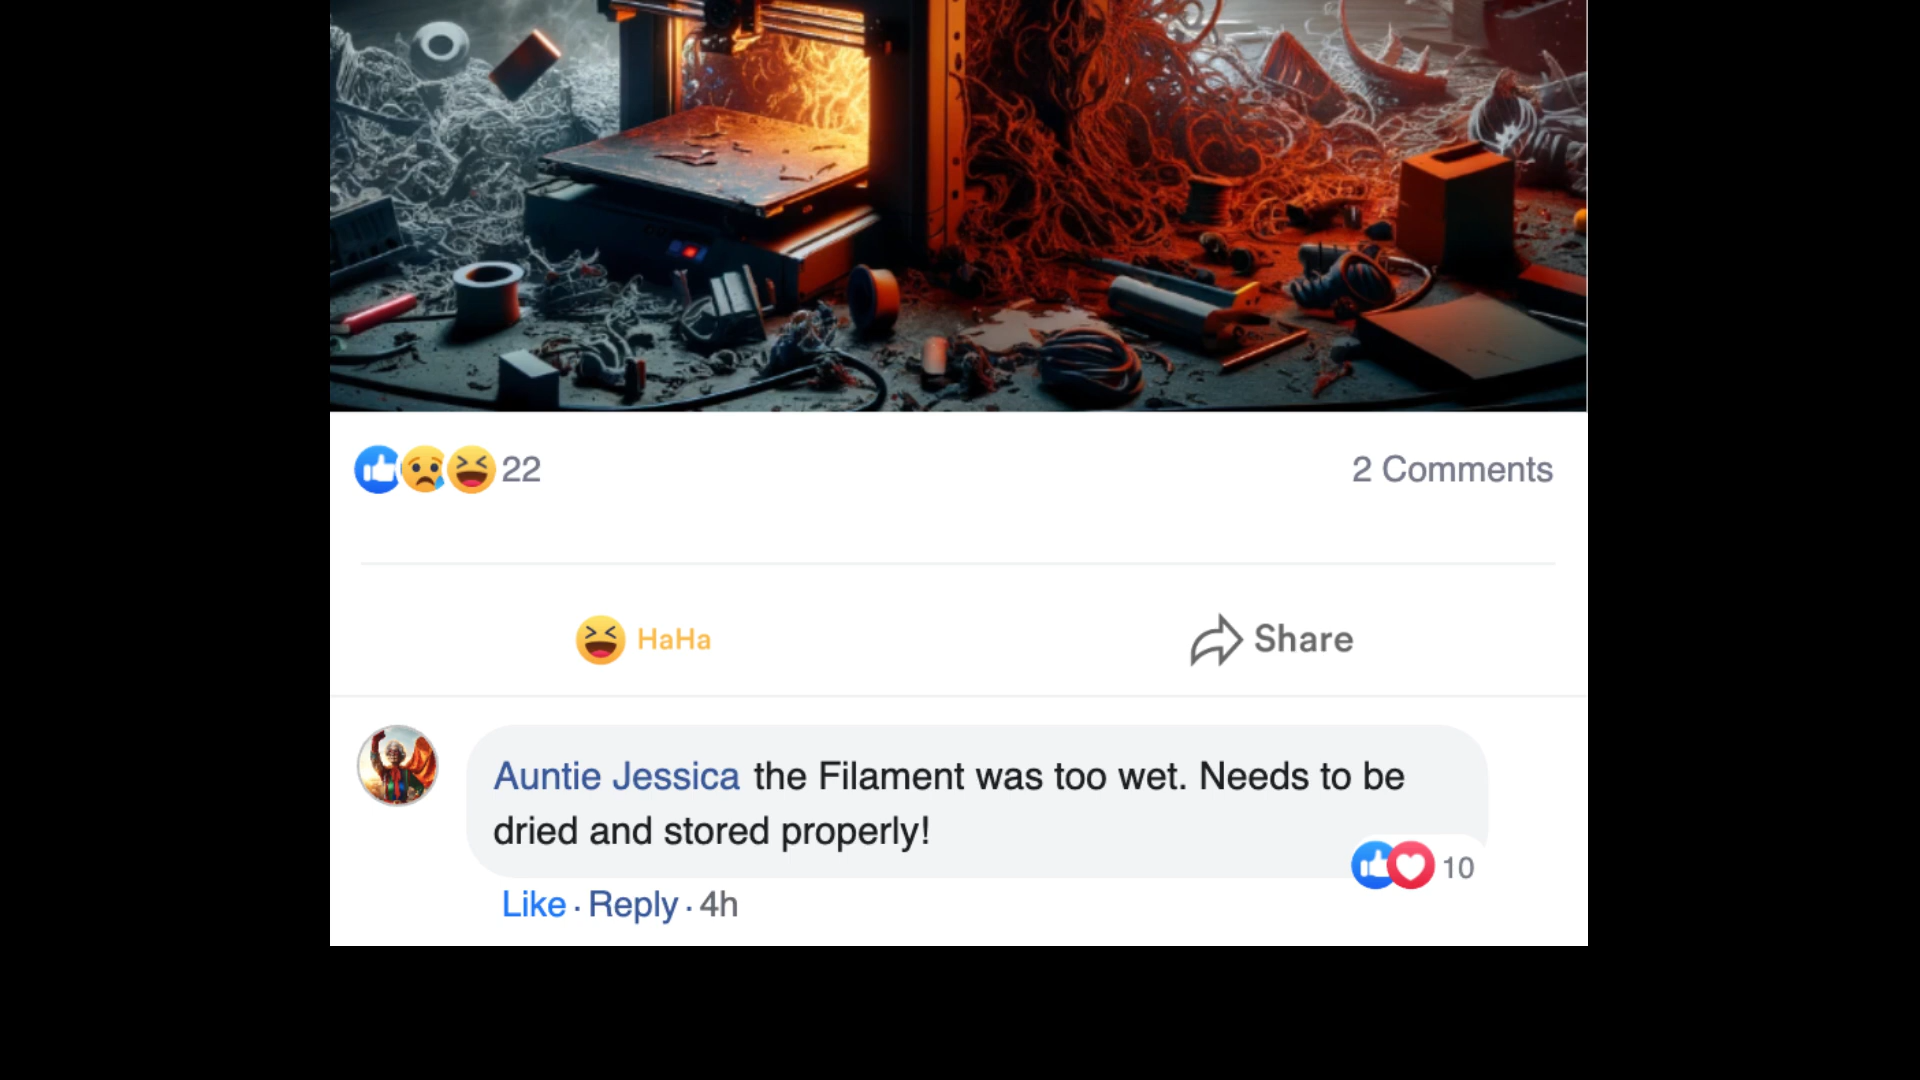 22
2 Comments
HaHa
Share
Auntie Jessica the Filament was too wet. Needs to be
dried and stored properly!
10
Like · Reply · 4h